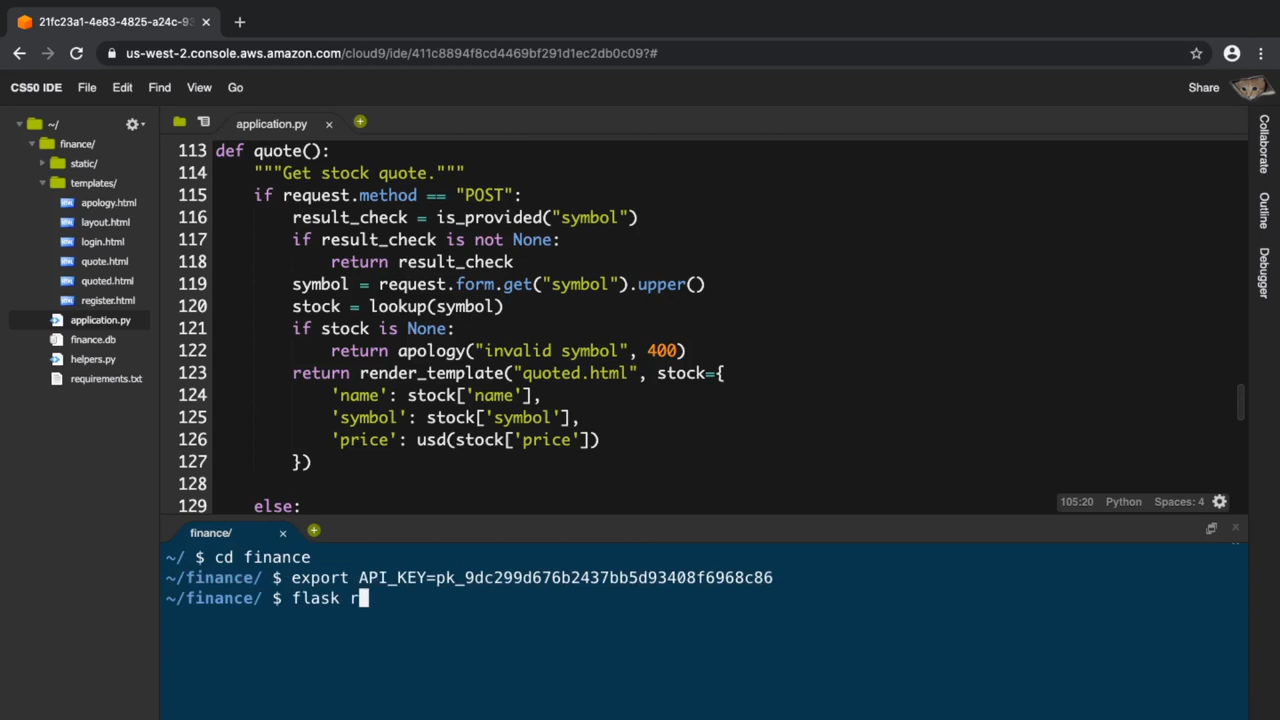 21fc23a1-4e83-4825-a24c-93
us-west-2.console.aws.amazon.com/cloud9/ide/411c8894f8cd4469bf291d1ec2db0c09?#
CS50 IDE File Edit Find View Go Share
~/
finance/
static/
templates/
apology.html
layout.html
login.html
quote.html
quoted.html
register.html
application.py
finance.db
helpers.py
requirements.txt
application.py
113 def quote():
114     """Get stock quote."""
115     if request.method == "POST":
116         result_check = is_provided("symbol")
117         if result_check is not None:
118             return result_check
119         symbol = request.form.get("symbol").upper()
120         stock = lookup(symbol)
121         if stock is None:
122             return apology("invalid symbol", 400)
123         return render_template("quoted.html", stock={
124             'name': stock['name'],
125             'symbol': stock['symbol'],
126             'price': usd(stock['price'])
127         })
128
129     else:
105:20 Python Spaces: 4
Collaborate
Outline
Debugger
finance/
~/ $ cd finance
~/finance/ $ export API_KEY=pk_9dc299d676b2437bb5d93408f6968c86
~/finance/ $ flask r